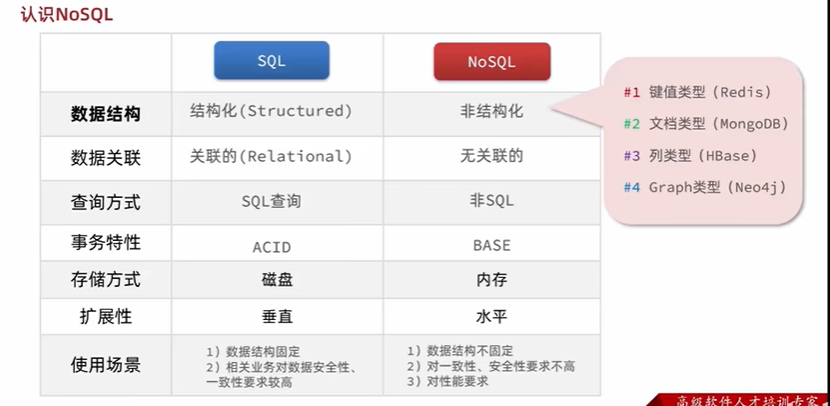 认识NoSQL
SQL
NoSQL
数据结构
结构化(Structured)
非结构化
#1 键值类型（Redis）
#2 文档类型（MongoDB）
#3 列类型（HBase）
#4 Graph类型（Neo4j）
数据关联
关联的(Relational)
无关联的
查询方式
SQL查询
非SQL
事务特性
ACID
BASE
存储方式
磁盘
内存
扩展性
垂直
水平
使用场景
1）数据结构固定
2）相关业务对数据安全性、
一致性要求较高
1）数据结构不固定
2）对一致性、安全性要求不高
3）对性能要求
高级软件人才培训专家